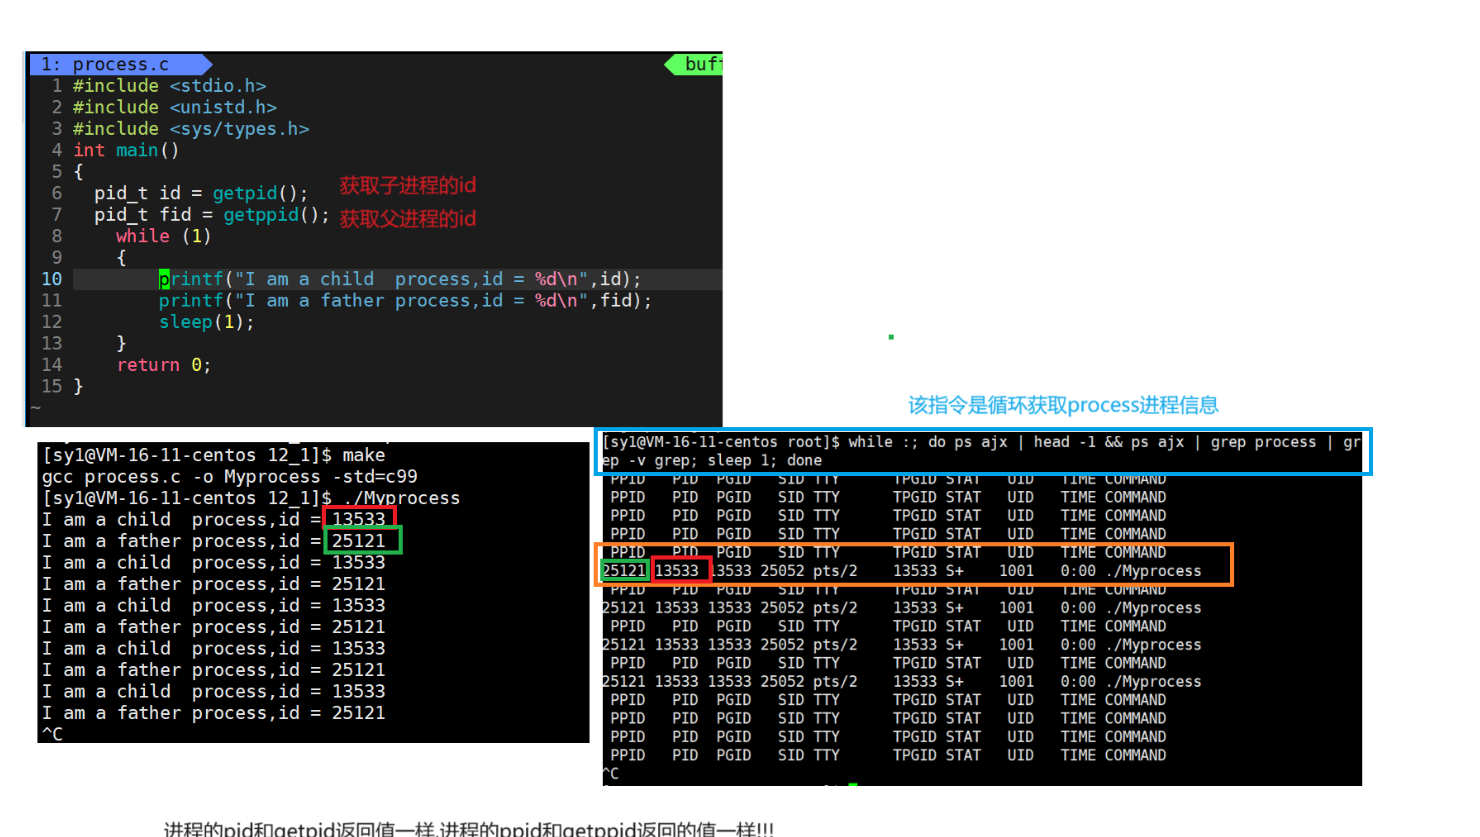 1: process.c
buf
1 #include <stdio.h>
2 #include <unistd.h>
3 #include <sys/types.h>
4 int main()
5 {
6 pid_t id = getpid(); 获取子进程的id
7 pid_t fid = getppid(); 获取父进程的id
8 while (1)
9 {
10 printf("I am a child  process,id = %d\n",id);
11 printf("I am a father process,id = %d\n",fid);
12 sleep(1);
13 }
14 return 0;
15 }
~
该指令是循环获取process进程信息
[sy1@VM-16-11-centos 12_1]$ make
gcc process.c -o Myprocess -std=c99
[sy1@VM-16-11-centos 12_1]$ ./Myprocess
I am a child  process,id = 13533
I am a father process,id = 25121
I am a child  process,id = 13533
I am a father process,id = 25121
I am a child  process,id = 13533
I am a father process,id = 25121
I am a child  process,id = 13533
I am a father process,id = 25121
I am a child  process,id = 13533
I am a father process,id = 25121
^C
[sy1@VM-16-11-centos root]$ while :; do ps ajx | head -1 && ps ajx | grep process | gr
ep -v grep; sleep 1; done
PPID PID PGID SID TTY TPGID STAT UID TIME COMMAND
PPID PID PGID SID TTY TPGID STAT UID TIME COMMAND
PPID PID PGID SID TTY TPGID STAT UID TIME COMMAND
PPID PID PGID SID TTY TPGID STAT UID TIME COMMAND
PPID PID PGID SID TTY TPGID STAT UID TIME COMMAND
25121 13533 13533 25052 pts/2 13533 S+ 1001 0:00 ./Myprocess
PPID PID PGID SID TTY TPGID STAT UID TIME COMMAND
25121 13533 13533 25052 pts/2 13533 S+ 1001 0:00 ./Myprocess
PPID PID PGID SID TTY TPGID STAT UID TIME COMMAND
25121 13533 13533 25052 pts/2 13533 S+ 1001 0:00 ./Myprocess
PPID PID PGID SID TTY TPGID STAT UID TIME COMMAND
25121 13533 13533 25052 pts/2 13533 S+ 1001 0:00 ./Myprocess
PPID PID PGID SID TTY TPGID STAT UID TIME COMMAND
PPID PID PGID SID TTY TPGID STAT UID TIME COMMAND
PPID PID PGID SID TTY TPGID STAT UID TIME COMMAND
PPID PID PGID SID TTY TPGID STAT UID TIME COMMAND
^C
进程的pid和getpid返回值一样,进程的ppid和getppid返回的值一样!!!